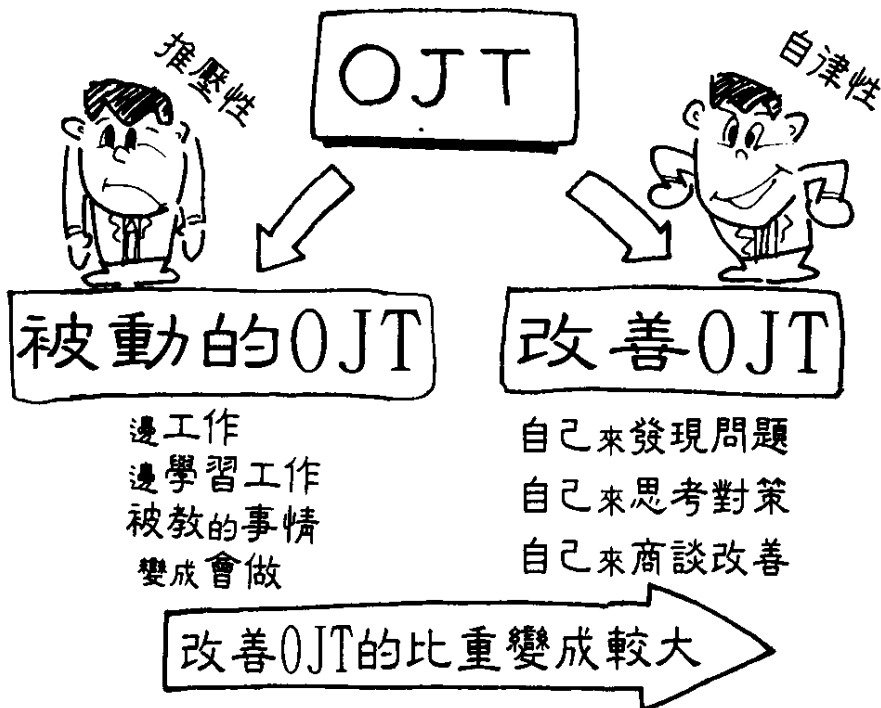 OJT
推壓性
自津性
被動的OJT
改善OJT
邊工作
邊學習工作
被教的事情
變成會做
自己來發現問題
自己來思考對策
自己來商談改善
改善OJT的比重變成較大